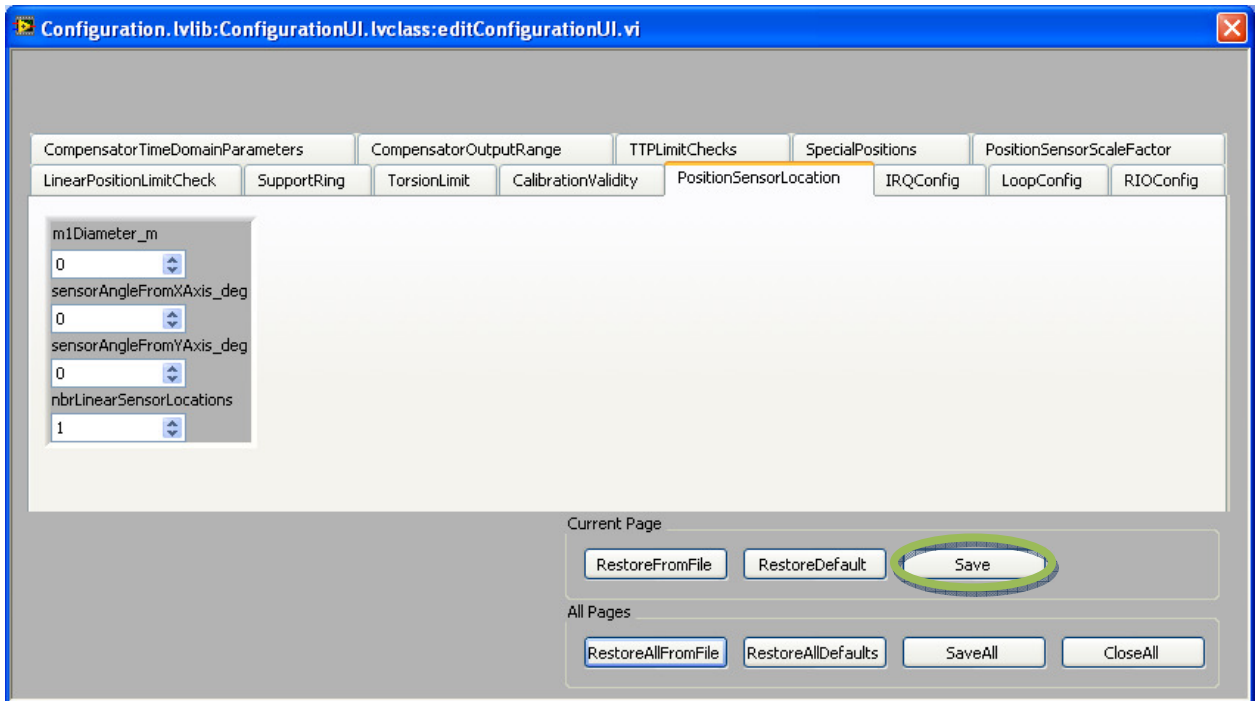 Configuration.lvlib:ConfigurationUI.lvclass:editConfigurationUI.vi
CompensatorTimeDomainParameters CompensatorOutputRange TTPLimitChecks SpecialPositions PositionSensorScaleFactor
LinearPositionLimitCheck SupportRing TorsionLimit CalibrationValidity PositionSensorLocation IRQConfig LoopConfig RIOConfig
m1Diameter_m
0
sensorAngleFromXAxis_deg
0
sensorAngleFromYAxis_deg
0
nbrLinearSensorLocations
1
Current Page
RestoreFromFile RestoreDefault Save
All Pages
RestoreAllFromFile RestoreAllDefaults SaveAll CloseAll